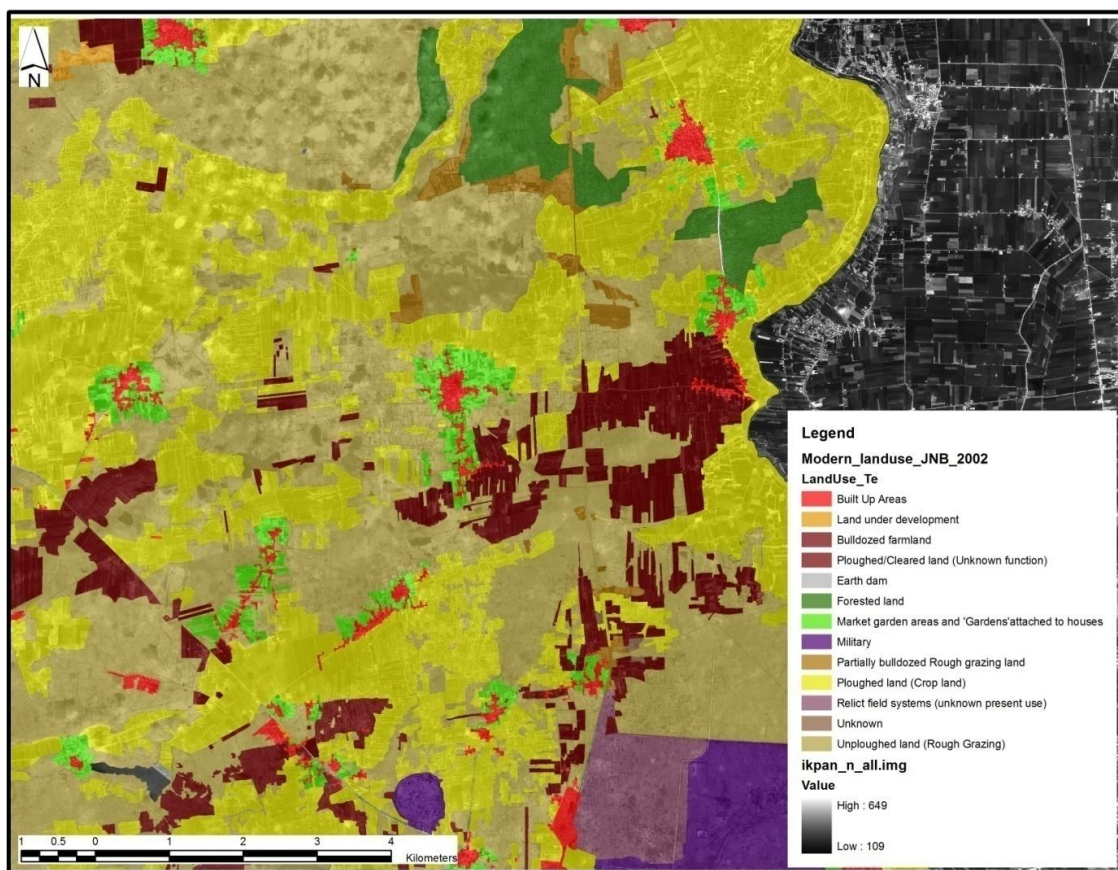 N
Legend
Modern_landuse_JNB_2002
LandUse_Te
Built Up Areas
Land under development
Bulldozed farmland
Ploughed/Cleared land (Unknown function)
Earth dam
Forested land
Market garden areas and 'Gardens'attached to houses
Military
Partially bulldozed Rough grazing land
Ploughed land (Crop land)
Relict field systems (unknown present use)
Unknown
Unploughed land (Rough Grazing)
ikpan_n_all.img
Value
High : 649
Low : 109
1 0.5 0 1 2 3 4
Kilometers